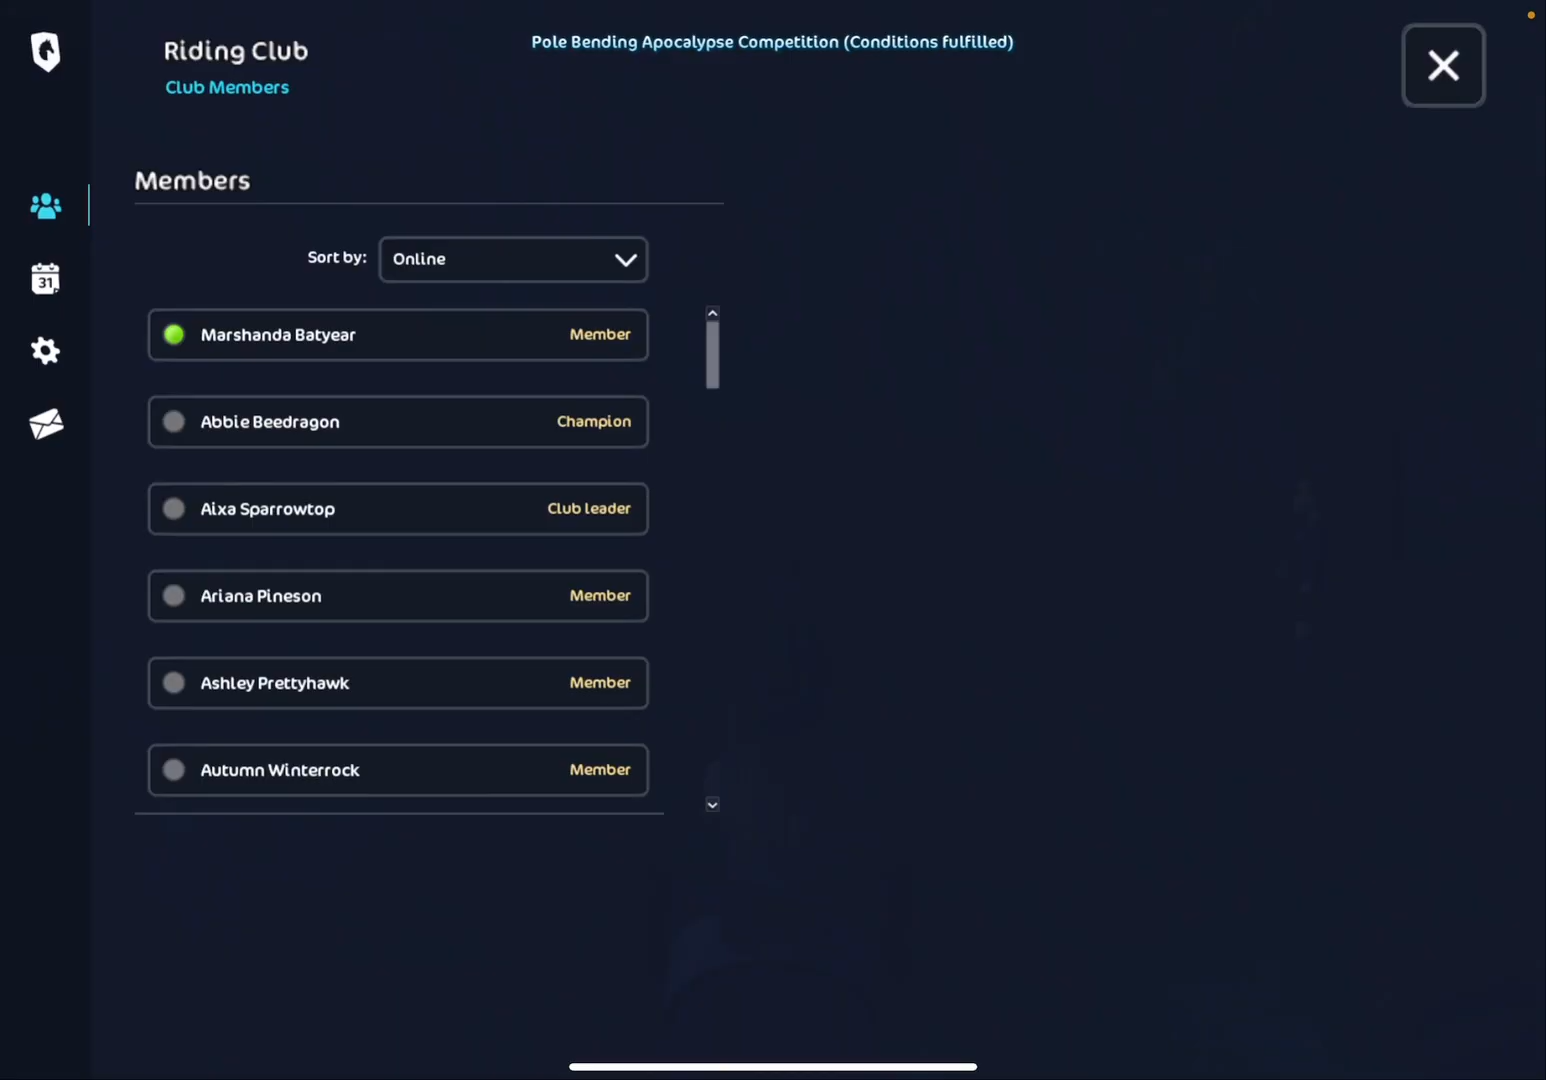 Riding Club
Club Members
Pole Bending Apocalypse Competition (Conditions fulfilled)
Members
Sort by:
Online
Marshanda Batyear Member
31
Abbie Beedragon Champion
Aixa Sparrowtop Club leader
Ariana Pineson Member
Ashley Prettyhawk Member
Autumn Winterrock Member